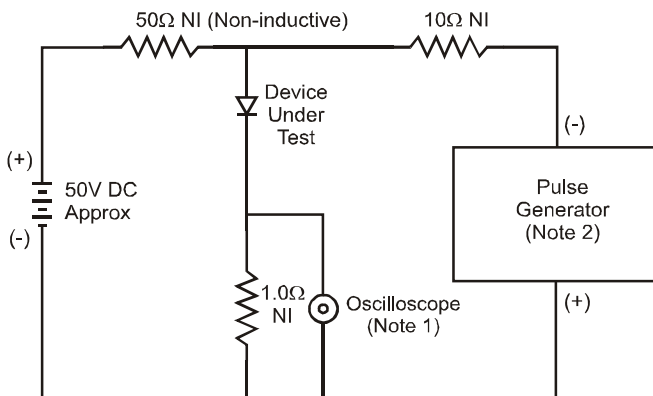 50Ω NI (Non-inductive)
10Ω NI
Device
Under
Test
(-)
(+)
50V DC
Approx
(-)
Pulse
Generator
(Note 2)
1.0Ω
NI
Oscilloscope
(Note 1)
(+)